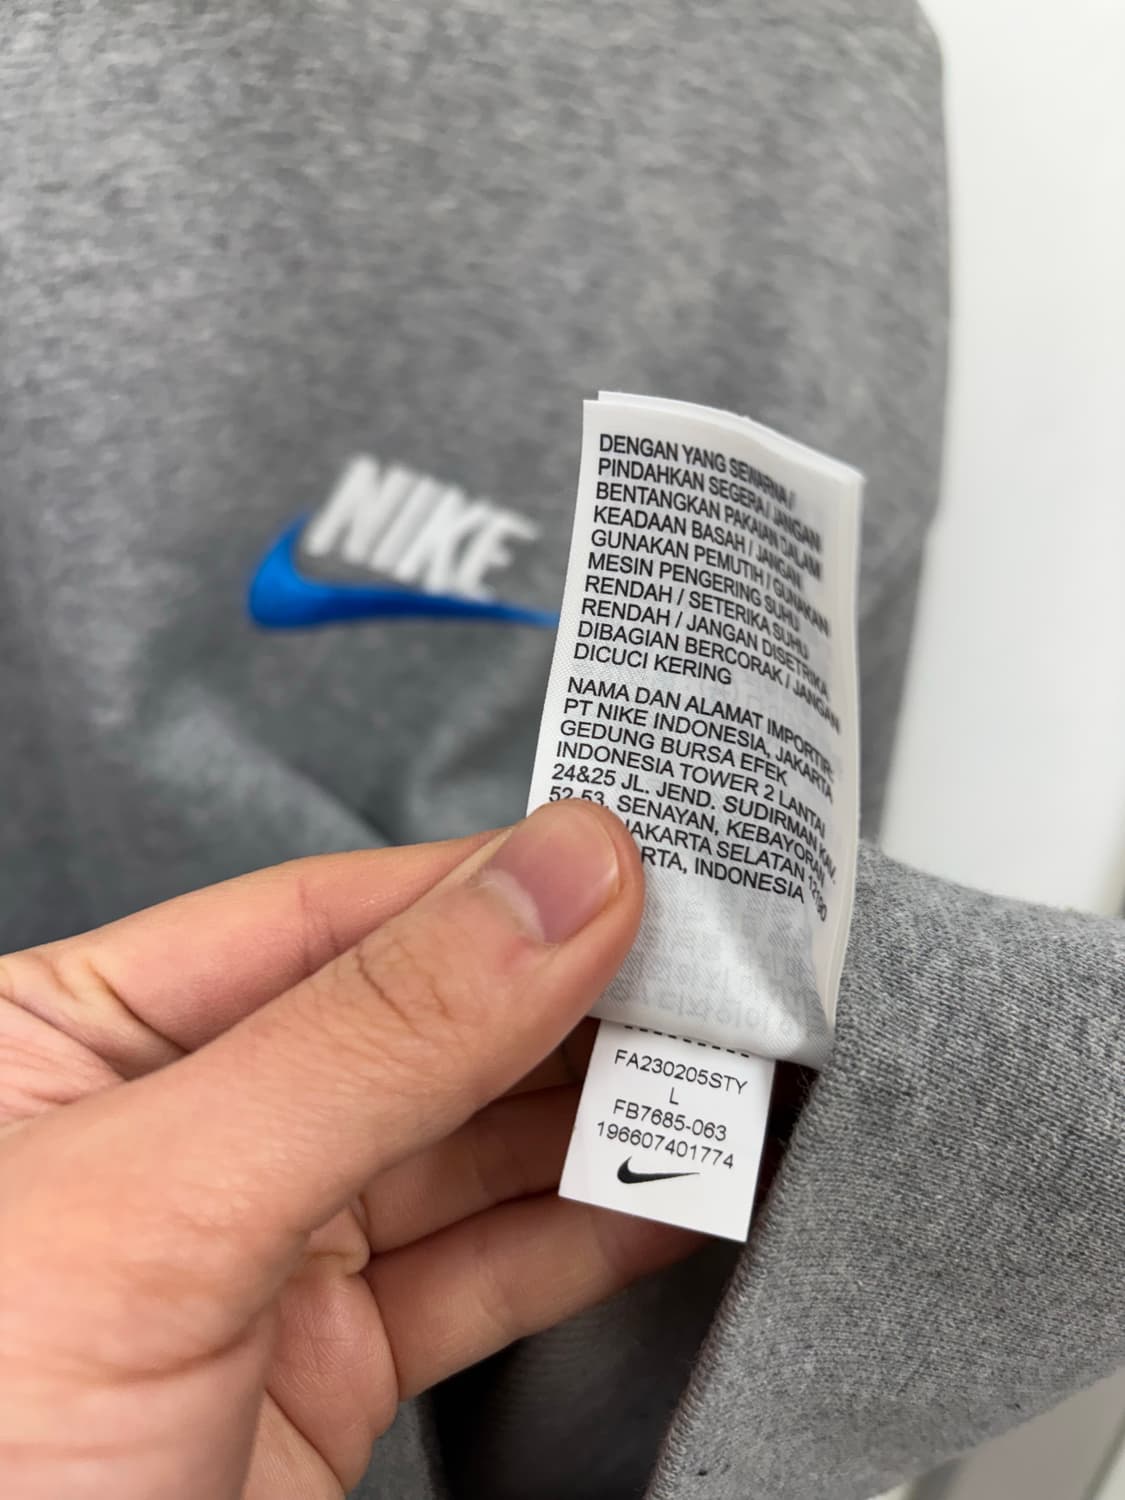 NIKE
DENGAN YANG SEWARNA /
PINDAHKAN SEGERA / JANGAN
BENTANGKAN PAKAIAN DALAM
KEADAAN BASAH / JANGAN
GUNAKAN PEMUTIH / GUNAKAN
MESIN PENGERING SUHU
RENDAH / SETERIKA SUHU
RENDAH / JANGAN DISETRIKA
DIBAGIAN BERCORAK / JANGAN
DICUCI KERING
NAMA DAN ALAMAT IMPORTIR:
PT NIKE INDONESIA, JAKARTA
GEDUNG BURSA EFEK
INDONESIA TOWER 2 LANTAI
24&25 JL. JEND. SUDIRMAN KAV.
52-53, SENAYAN, KEBAYORAN
JAKARTA SELATAN 12190
RTA, INDONESIA
FA230205STY
L
FB7685-063
196607401774